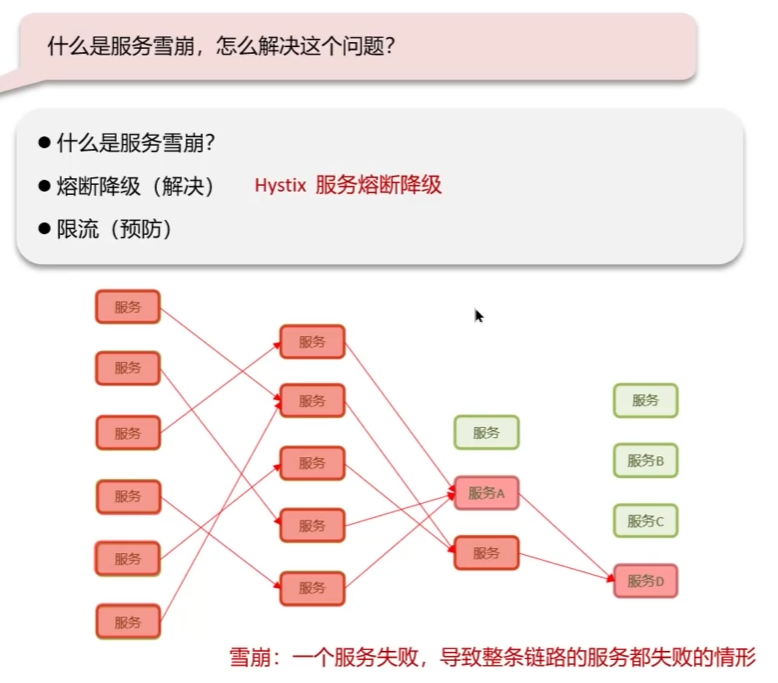 什么是服务雪崩，怎么解决这个问题？
什么是服务雪崩？
熔断降级（解决） Hystix 服务熔断降级
限流（预防）
服务
服务
服务
服务
服务
服务
服务
服务
服务
服务
服务
服务
服务A
服务
服务
服务B
服务C
服务D
雪崩：一个服务失败，导致整条链路的服务都失败的情形